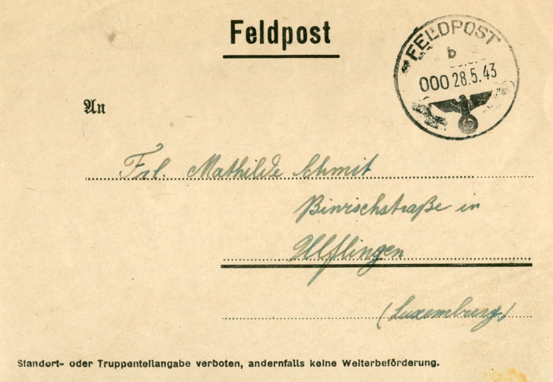 Feldpost
FELDPOST
b
000 28.5.43
An
Frl. Mathilde Schmit
Binrischstraße in
Ulflingen
(Luxemburg)
Standort- oder Truppenteilangabe verboten, andernfalls keine Weiterbeförderung.